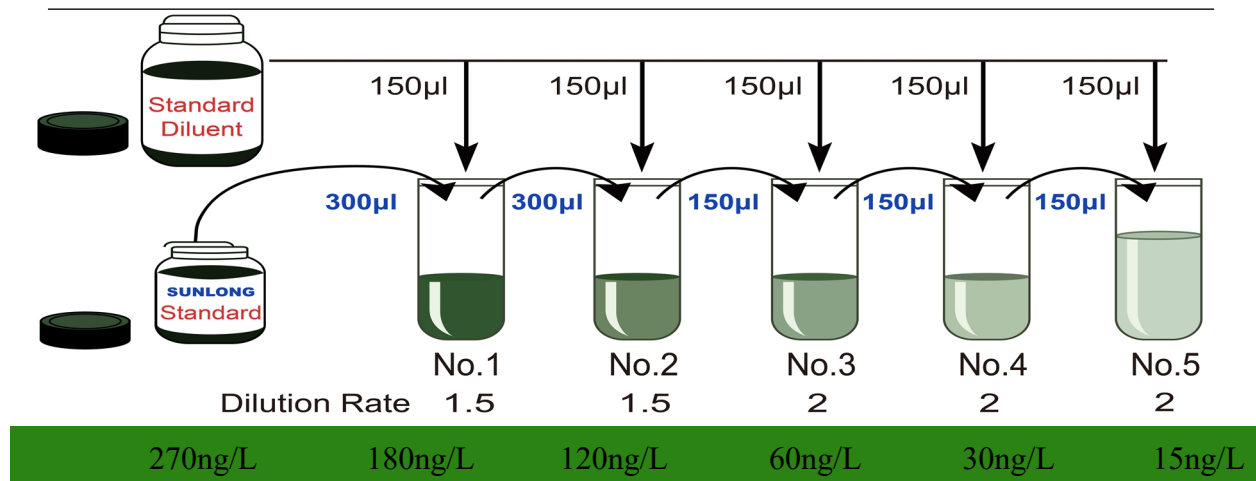 150µl 150µl 150µl 150µl 150µl
Standard
Diluent
300µl 300µl 150µl 150µl 150µl
SUNLONG
Standard
No.1 No.2 No.3 No.4 No.5
Dilution Rate 1.5 1.5 2 2 2
270ng/L 180ng/L 120ng/L 60ng/L 30ng/L 15ng/L